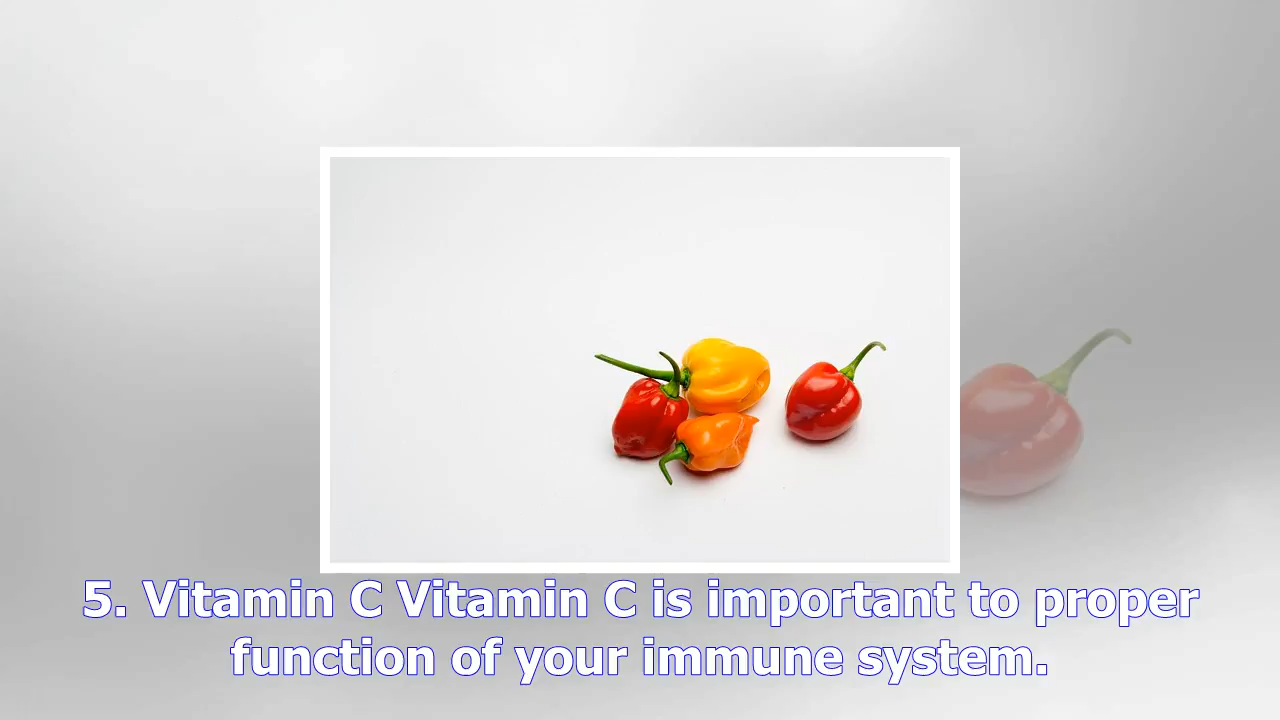 5. Vitamin C Vitamin C is important to proper
function of your immune system.